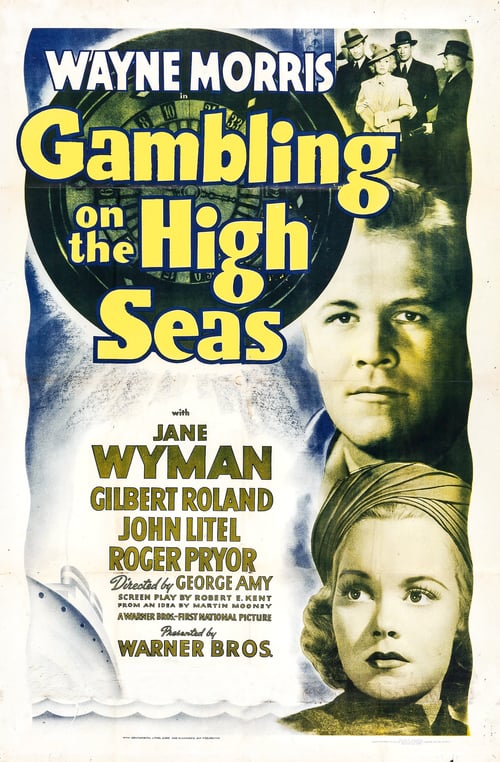 WAYNE MORRIS
in
Gambling
on
the High
Seas
with
JANE
WYMAN
GILBERT ROLAND
JOHN LITEL
ROGER PRYOR
Directed by GEORGE AMY
SCREEN PLAY BY ROBERT E. KENT
FROM AN IDEA BY MARTIN MOONEY
A WARNER BROS.-FIRST NATIONAL PICTURE
Presented by
WARNER BROS.